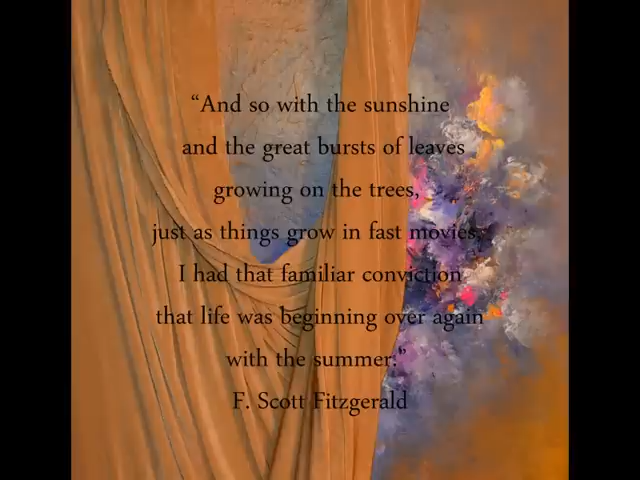 “And so with the sunshine
and the great bursts of leaves
growing on the trees,
just as things grow in fast movies,
I had that familiar conviction
that life was beginning over again
with the summer.”
F. Scott Fitzgerald